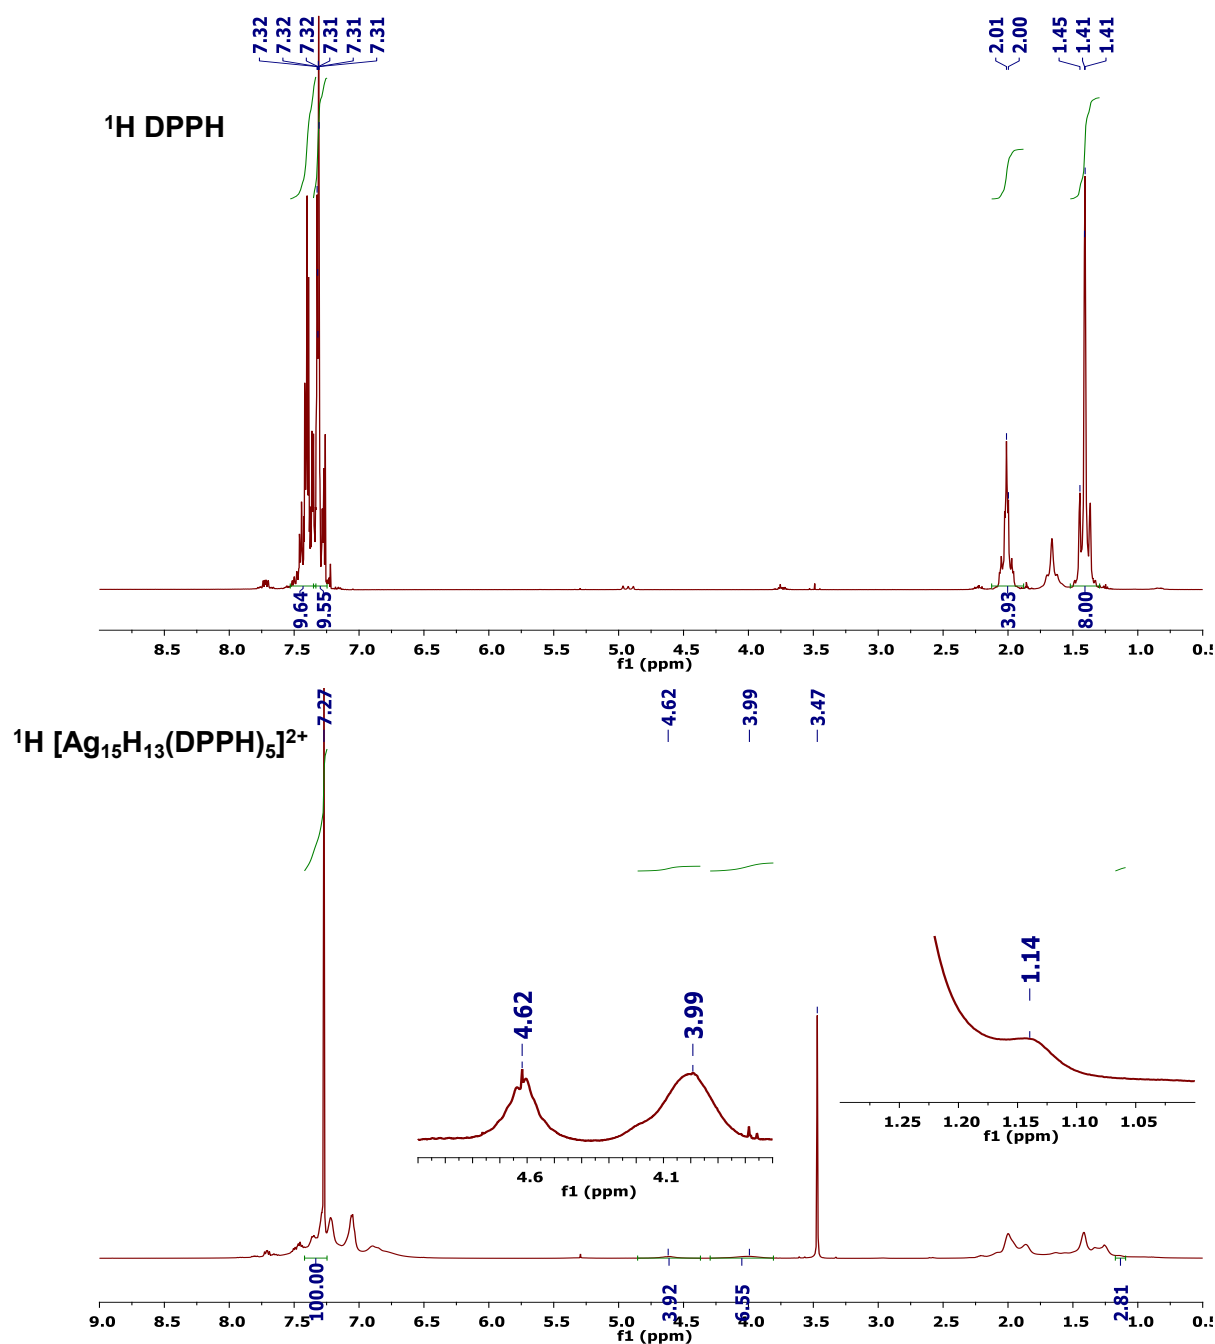 7.32 7.32 7.32 7.31 7.31 7.31 2.01 2.00 1.45 1.41 1.41
¹H DPPH
9.64 9.55 3.93 8.00
8.5 8.0 7.5 7.0 6.5 6.0 5.5 5.0 4.5 4.0 3.5 3.0 2.5 2.0 1.5 1.0 0.5
f1 (ppm)
7.27 4.62 3.99 3.47
¹H [Ag₁₅H₁₃(DPPH)₅]²⁺
4.62 3.99
4.6 4.1
f1 (ppm)
1.14
1.25 1.20 1.15 1.10 1.05
f1 (ppm)
100.00 3.92 6.55 2.81
9.0 8.5 8.0 7.5 7.0 6.5 6.0 5.5 5.0 4.5 4.0 3.5 3.0 2.5 2.0 1.5 1.0 0.5
f1 (ppm)